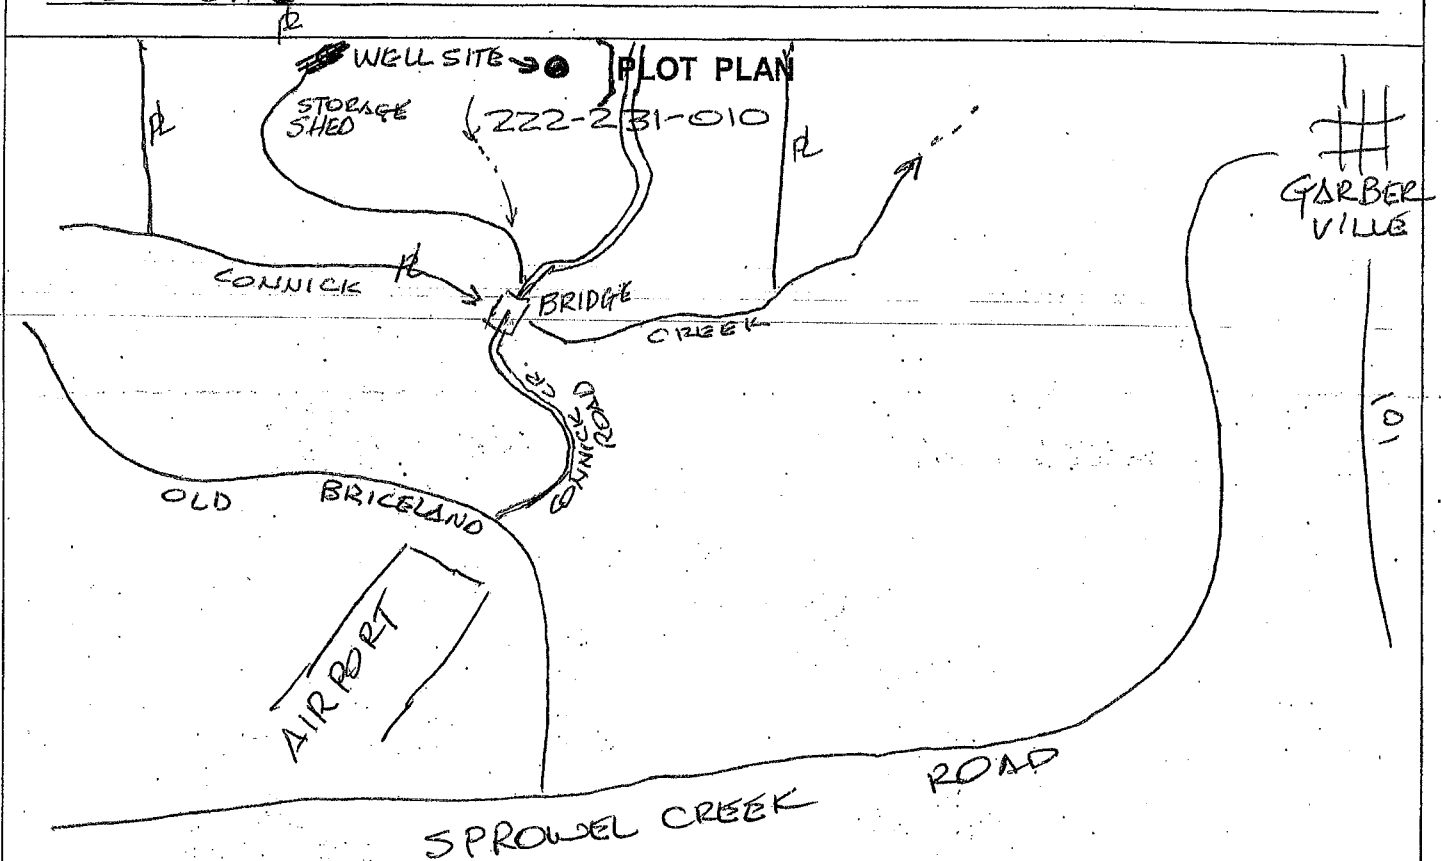 PL
WELL SITE
PLOT PLAN
STORAGE
SHED
222-231-010
PL
PL
GARBER
VILLE
CONNICK
PL
BRIDGE
CREEK
CR
CONNICK
ROAD
101
OLD BRICELAND
AIRPORT
SPROWEL CREEK ROAD